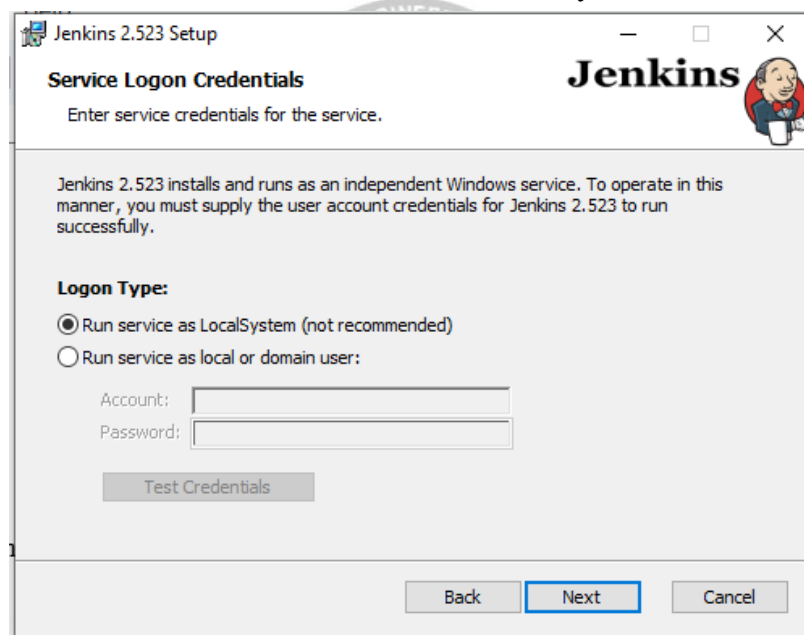 Jenkins 2.523 Setup
Service Logon Credentials
Jenkins
Enter service credentials for the service.
Jenkins 2.523 installs and runs as an independent Windows service. To operate in this
manner, you must supply the user account credentials for Jenkins 2.523 to run
successfully.
Logon Type:
Run service as LocalSystem (not recommended)
Run service as local or domain user:
Account:
Password:
Test Credentials
Back
Next
Cancel